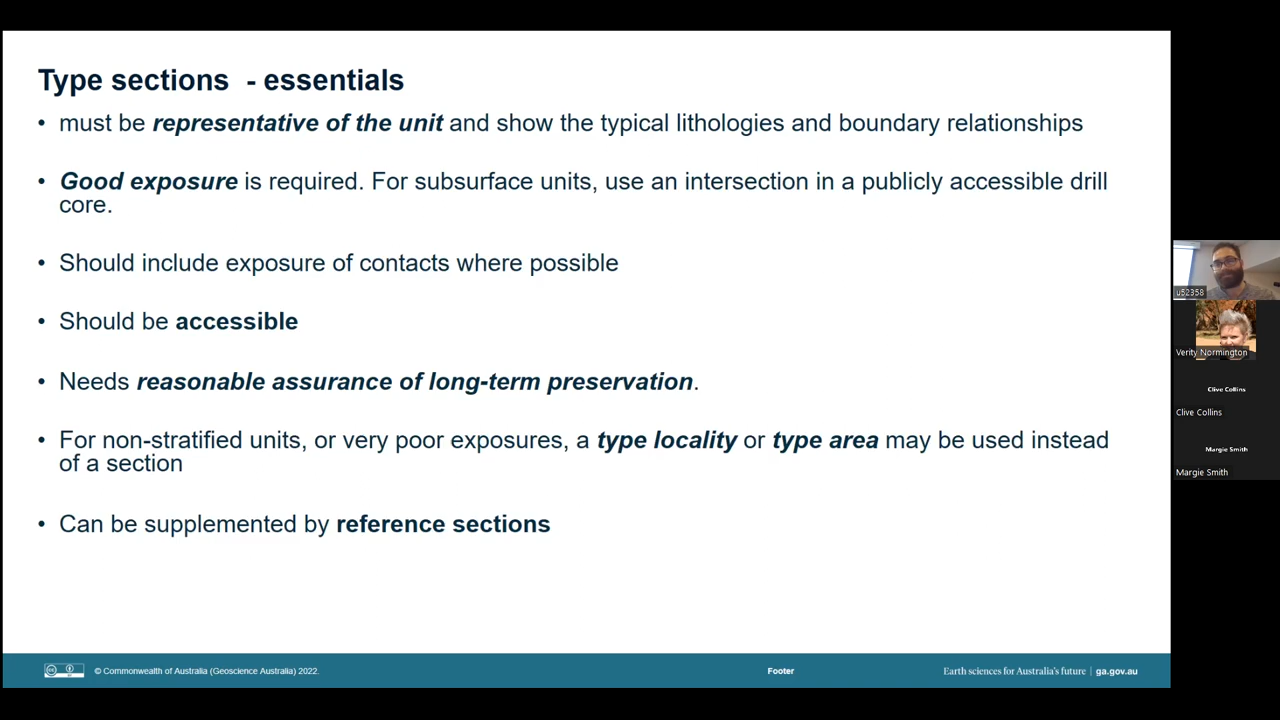 Type sections - essentials
• must be representative of the unit and show the typical lithologies and boundary relationships
• Good exposure is required. For subsurface units, use an intersection in a publicly accessible drill
core.
• Should include exposure of contacts where possible
• Should be accessible
• Needs reasonable assurance of long-term preservation.
• For non-stratified units, or very poor exposures, a type locality or type area may be used instead
of a section
• Can be supplemented by reference sections
© Commonwealth of Australia (Geoscience Australia) 2022.
Footer
Earth sciences for Australia's future | ga.gov.au
u52358
Verity Normington
Clive Collins
Clive Collins
Margie Smith
Margie Smith